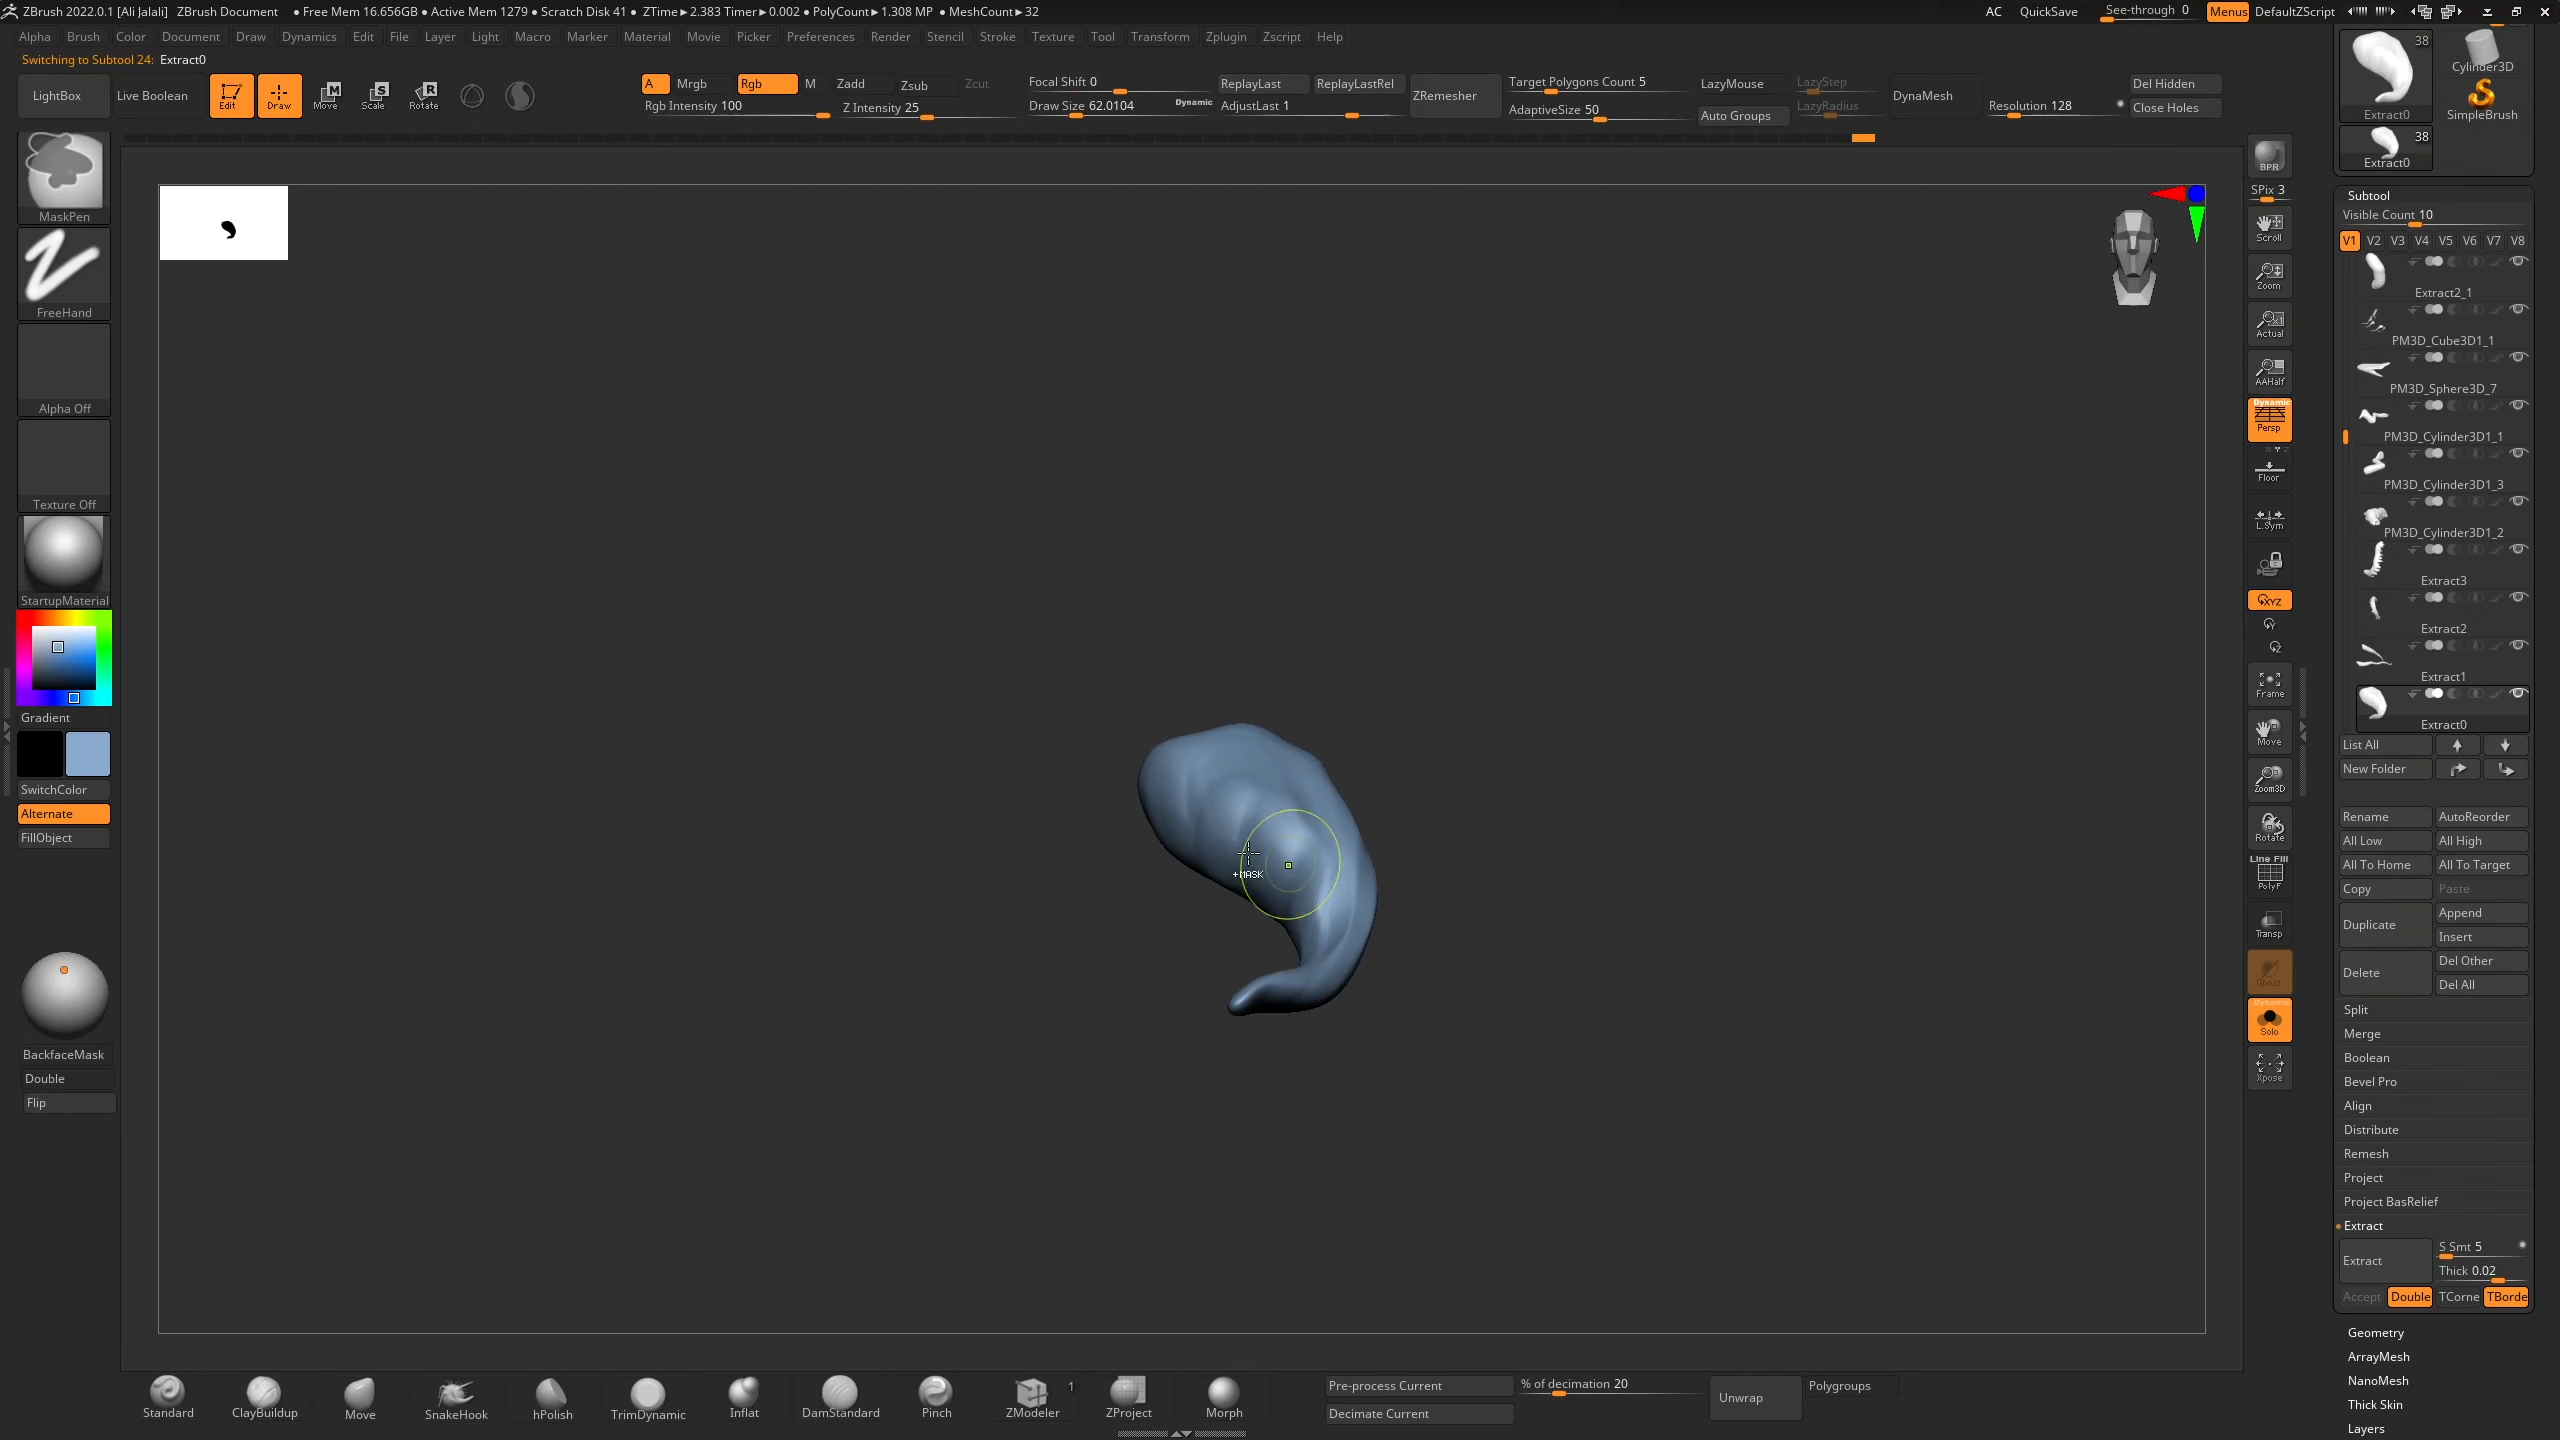 ZBrush 2022.0.1 [Ali Jalali] ZBrush Document • Free Mem 16.656GB • Active Mem 1279 • Scratch Disk 41 • ZTime►2.383 Timer►0.002 • PolyCount►1.308 MP • MeshCount►32 AC QuickSave See-through 0 Menus DefaultZScript
Alpha Brush Color Document Draw Dynamics Edit File Layer Light Macro Marker Material Movie Picker Preferences Render Stencil Stroke Texture Tool Transform Zplugin Zscript Help
Switching to Subtool 24: Extract0
LightBox Live Boolean Edit Draw Move Scale Rotate
A Mrgb Rgb M Zadd Zsub Zcut
Rgb Intensity 100 Z Intensity 25
Focal Shift 0
Draw Size 62.0104 Dynamic
ReplayLast ReplayLastRel
AdjustLast 1
ZRemesher
Target Polygons Count 5
AdaptiveSize 50
LazyMouse LazyStep
Auto Groups LazyRadius
DynaMesh
Resolution 128
Del Hidden
Close Holes
MaskPen
FreeHand
Alpha Off
Texture Off
StartupMaterial
Gradient
SwitchColor
Alternate
FillObject
BackfaceMask
Double
Flip
+MASK
BPR
SPix 3
Scroll
Zoom
Actual
AAHalf
Dynamic
Persp
Floor
L.Sym
XYZ
Y
Z
Frame
Move
Zoom3D
Rotate
Line Fill
PolyF
Transp
Ghost
Dynamic
Solo
Xpose
38
Extract0
Cylinder3D
SimpleBrush
38
Extract0
Subtool
Visible Count 10
V1 V2 V3 V4 V5 V6 V7 V8
Extract2_1
PM3D_Cube3D1_1
PM3D_Sphere3D_7
PM3D_Cylinder3D1_1
PM3D_Cylinder3D1_3
PM3D_Cylinder3D1_2
Extract3
Extract2
Extract1
Extract0
List All
New Folder
Rename AutoReorder
All Low All High
All To Home All To Target
Copy Paste
Duplicate Append
Insert
Delete Del Other
Del All
Split
Merge
Boolean
Bevel Pro
Align
Distribute
Remesh
Project
Project BasRelief
Extract
Extract S Smt 5
Thick 0.02
Accept Double TCorne TBorde
Geometry
ArrayMesh
NanoMesh
Thick Skin
Layers
Standard ClayBuildup Move SnakeHook hPolish TrimDynamic Inflat DamStandard Pinch 1 ZModeler ZProject Morph
Pre-process Current % of decimation 20
Decimate Current
Unwrap Polygroups